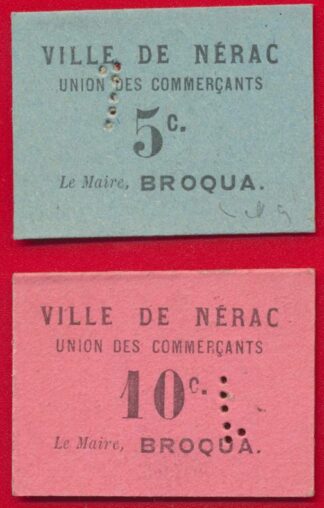 VILLE DE NÉRAC
UNION DES COMMERÇANTS
5c.
Le Maire, BROQUA.
VILLE DE NÉRAC
UNION DES COMMERÇANTS
10c.
Le Maire, BROQUA.